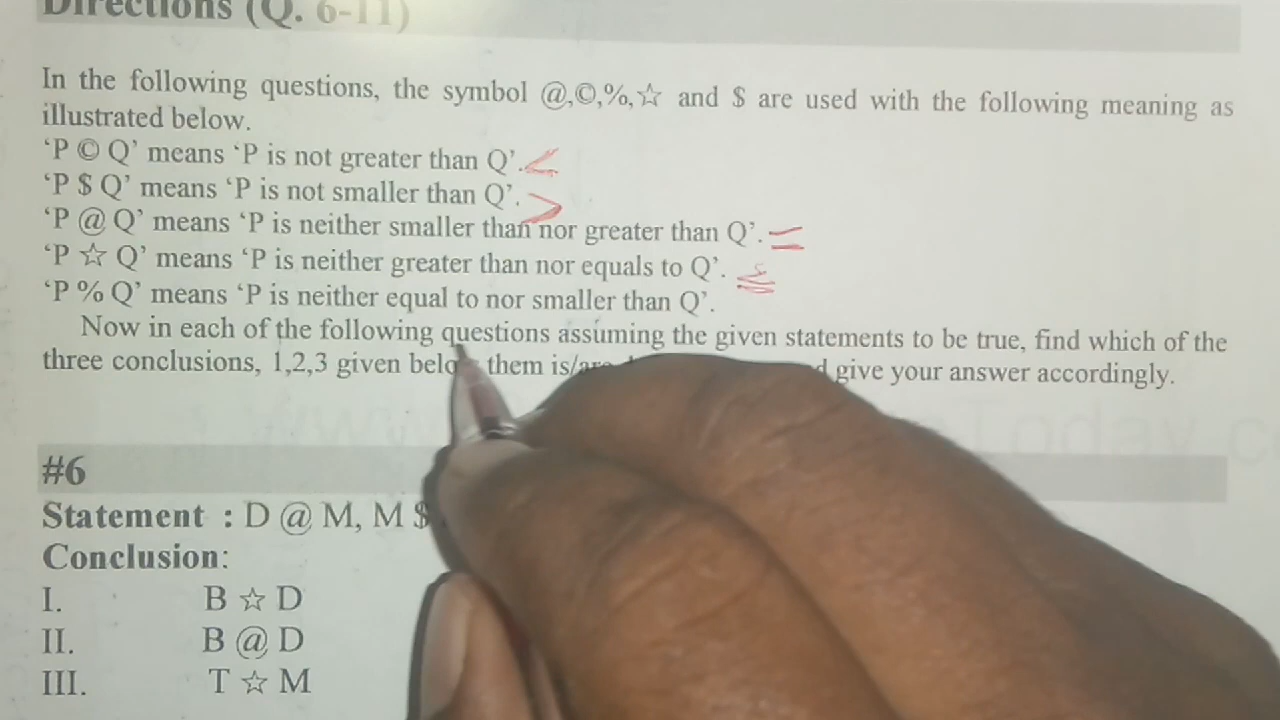 Directions (Q. 6-11)
In the following questions, the symbol @,©,%,☆ and $ are used with the following meaning as
illustrated below.
‘P © Q’ means ‘P is not greater than Q’.
‘P $ Q’ means ‘P is not smaller than Q’.
‘P @ Q’ means ‘P is neither smaller than nor greater than Q’. =
‘P ☆ Q’ means ‘P is neither greater than nor equals to Q’.
‘P % Q’ means ‘P is neither equal to nor smaller than Q’.
Now in each of the following questions assuming the given statements to be true, find which of the
three conclusions, 1,2,3 given them give your answer accordingly.
#6
Statement : D @ M, M $
Conclusion:
I. B ☆ D
II. B @ D
III. T ☆ M